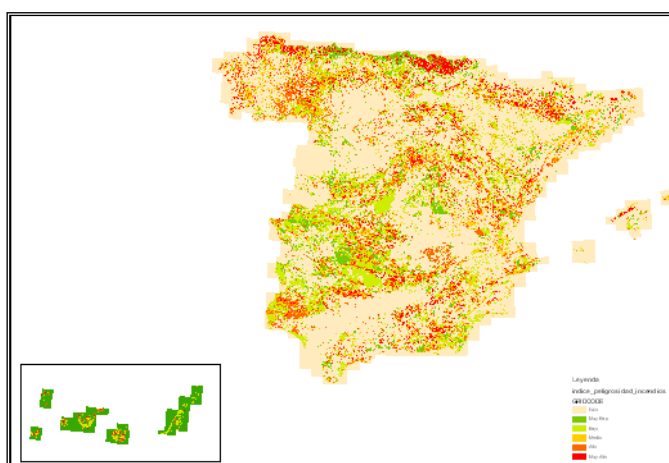 Leyenda
indice_peligrosidad_incendios
GRIDCODE
Nulo
Muy Bajo
Bajo
Medio
Alto
Muy Alto